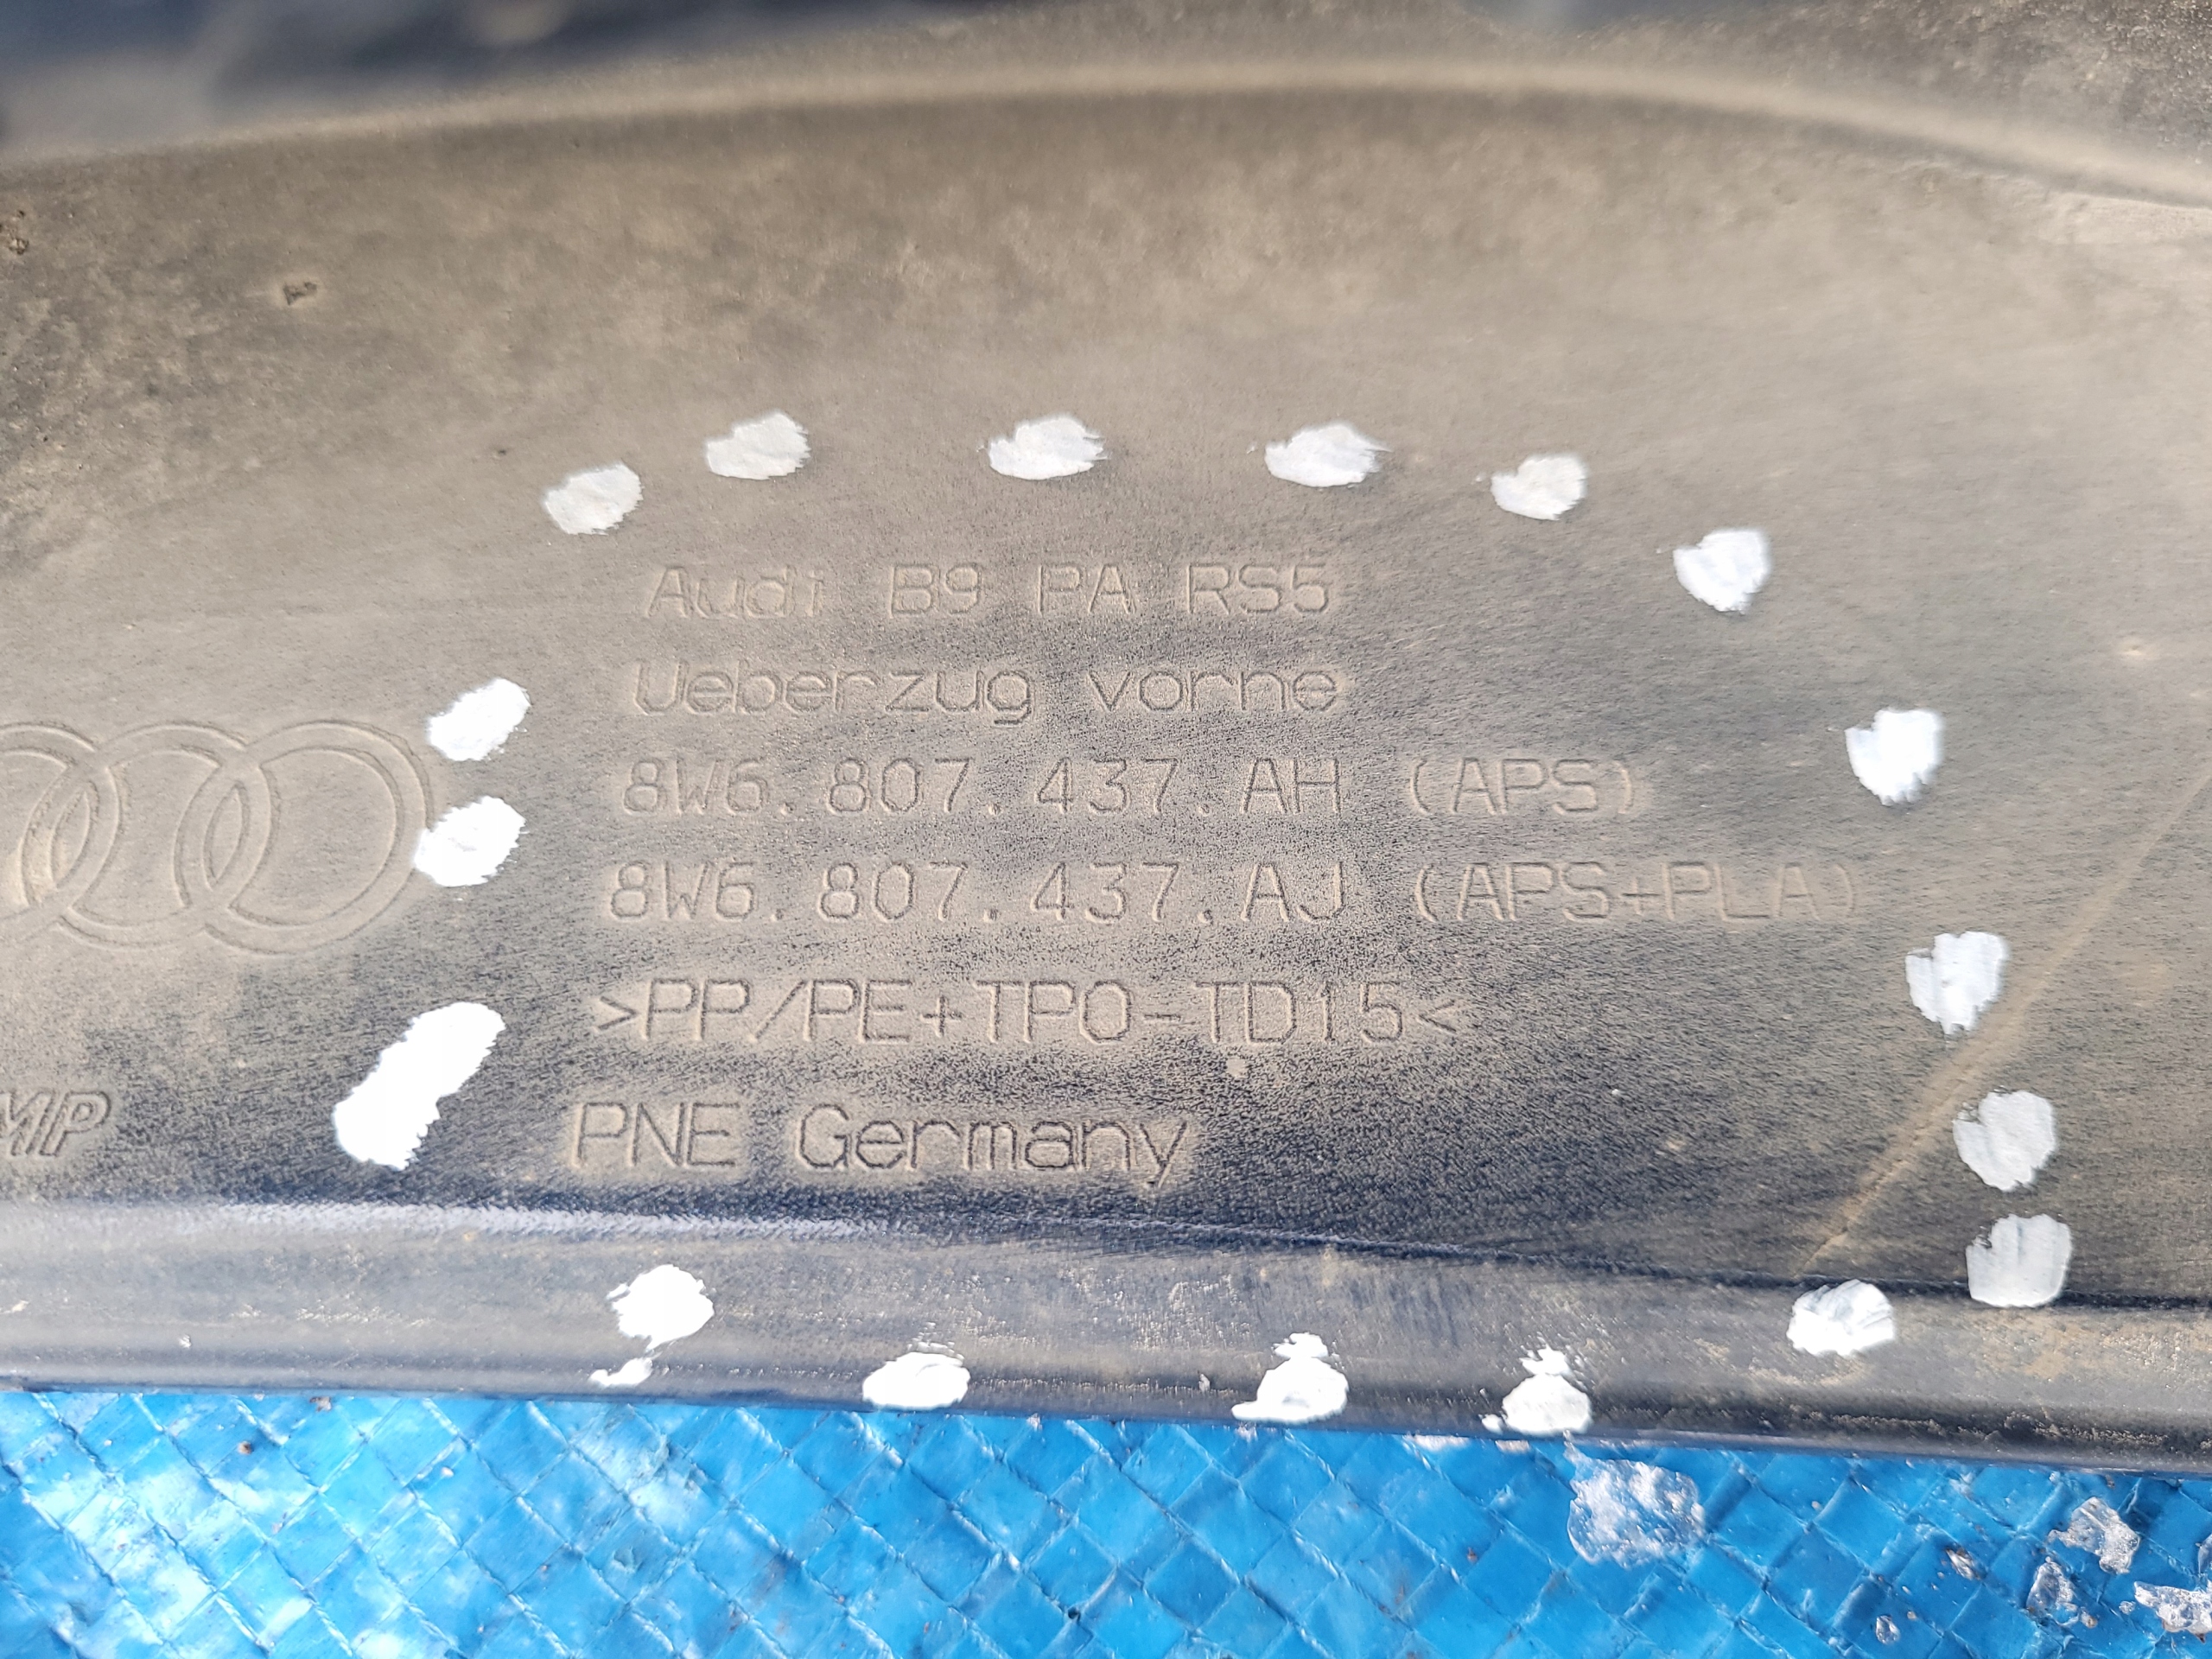 Audi B9 PA RS5
Ueberzug vorne
8W6.807.437.AH (APS)
8W6.807.437.AJ (APS+PLA)
>PP/PE+TPO-TD15<
PNE Germany